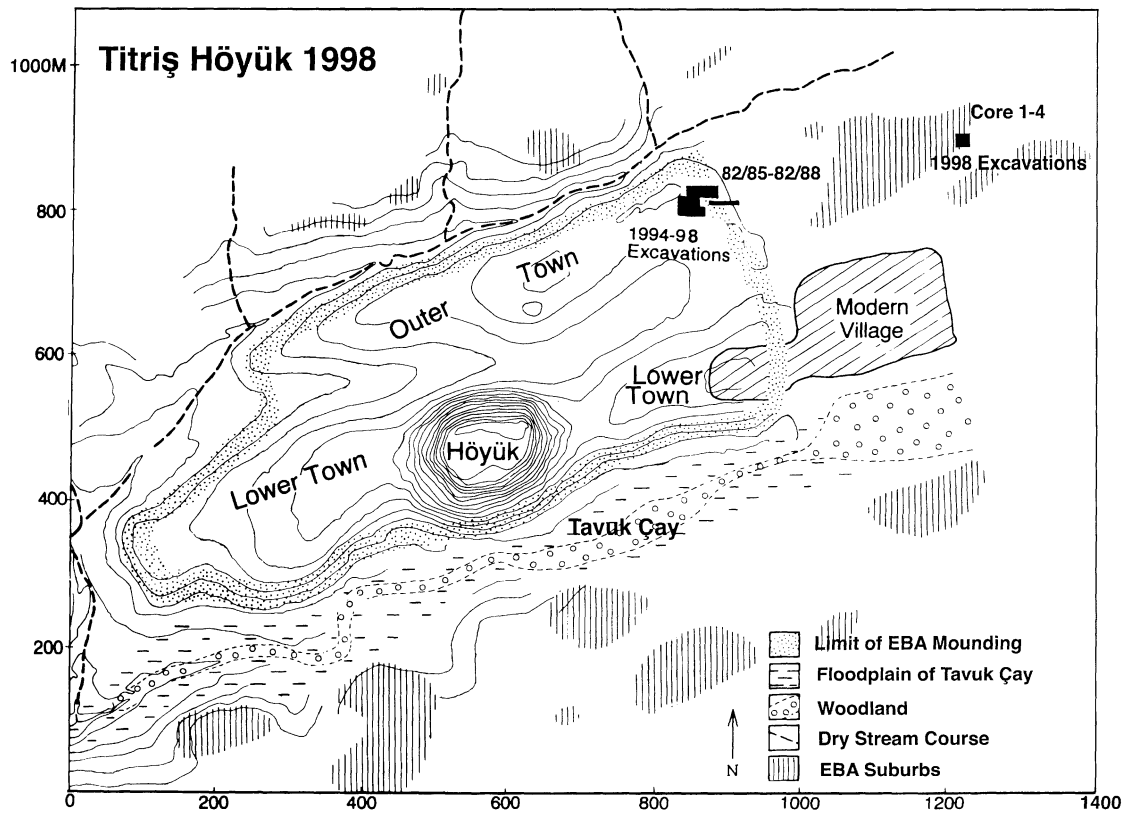 Titriş Höyük 1998
1000M
800
600
400
200
0
200
400
600
800
1000
1200
1400
Core 1-4
1998 Excavations
82/85-82/88
1994-98
Excavations
Outer
Town
Modern
Village
Lower
Town
Höyük
Lower Town
Tavuk Çay
Limit of EBA Mounding
Floodplain of Tavuk Çay
Woodland
Dry Stream Course
EBA Suburbs
N